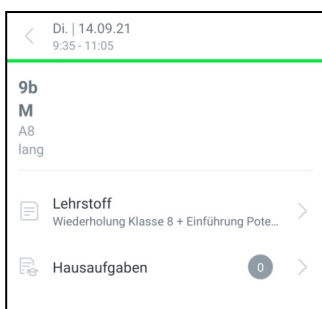 Di. | 14.09.21
9:35 - 11:05
9b
M
A8
lang
Lehrstoff
Wiederholung Klasse 8 + Einführung Pote...
Hausaufgaben 0